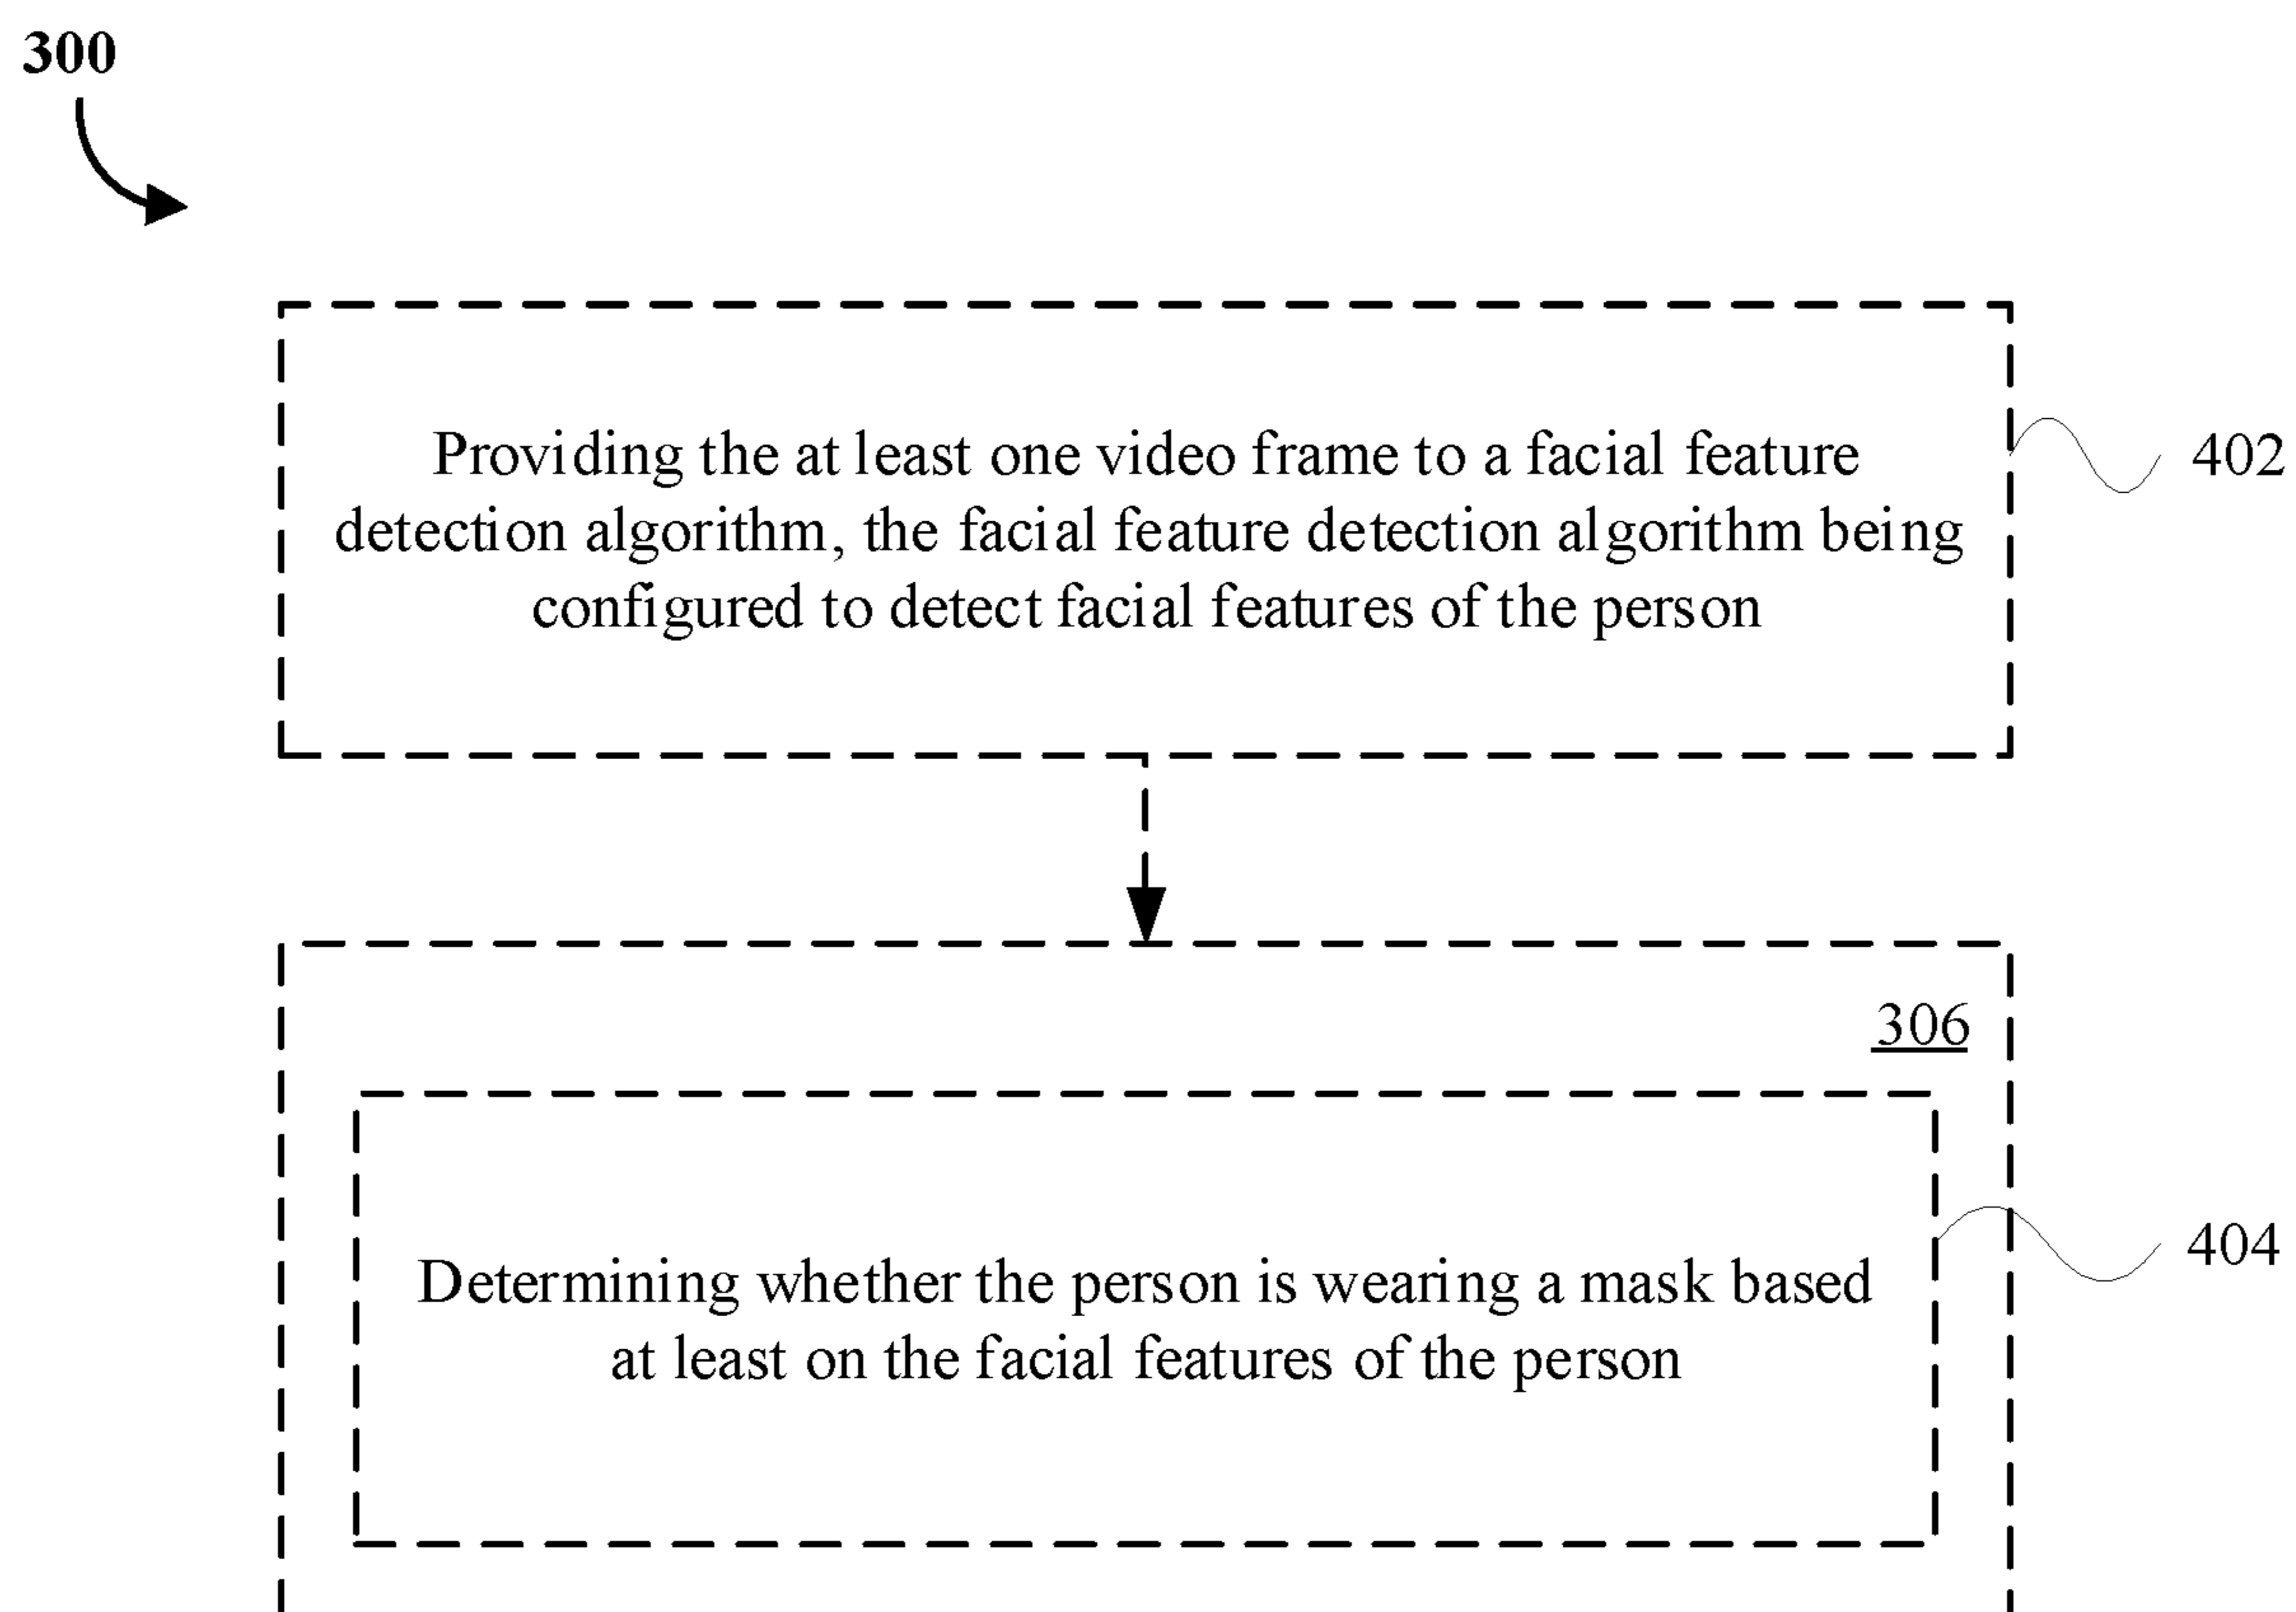 300
Providing the at least one video frame to a facial feature
detection algorithm, the facial feature detection algorithm being
configured to detect facial features of the person
402
306
Determining whether the person is wearing a mask based
at least on the facial features of the person
404